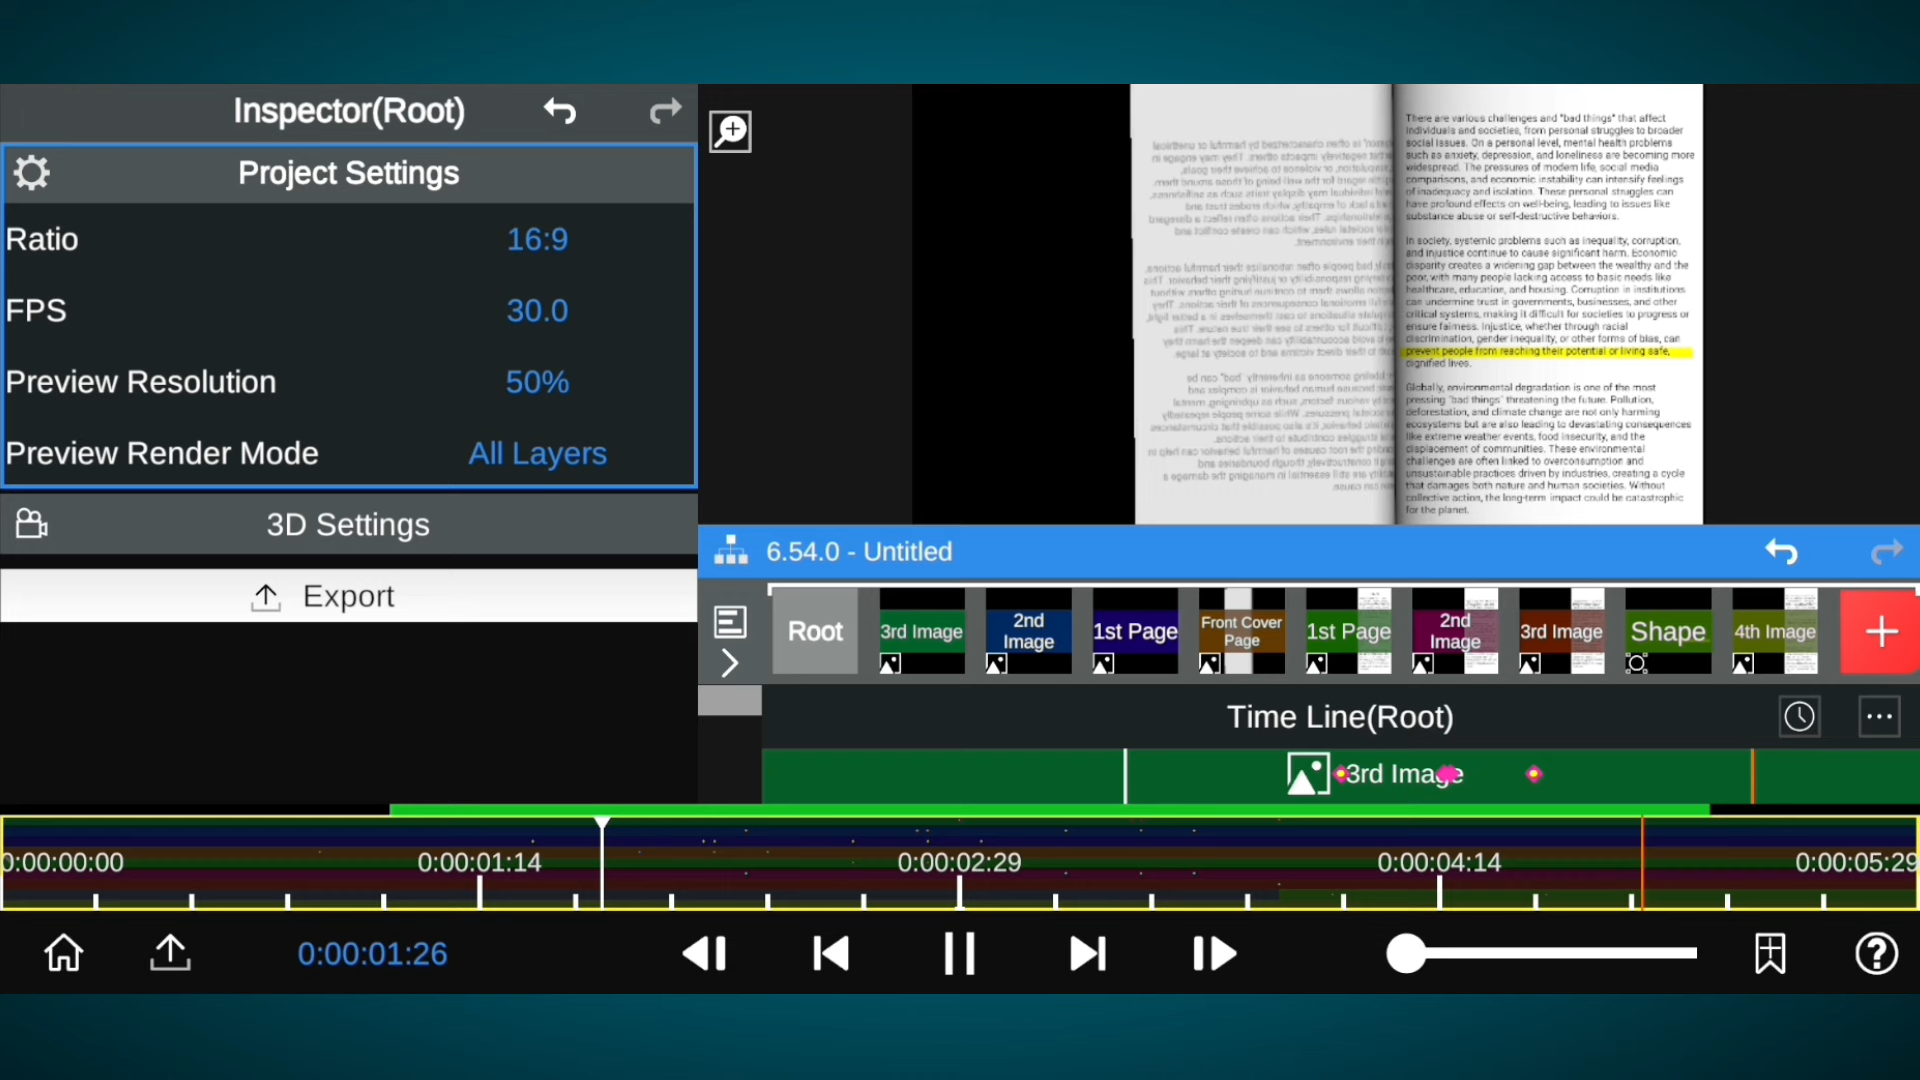 Inspector(Root)
Project Settings
Ratio 16:9
FPS 30.0
Preview Resolution 50%
Preview Render Mode All Layers
3D Settings
Export
There are various challenges and "bad things" that affect
individuals and societies, from personal struggles to broader
social issues. On a personal level, mental health problems
such as anxiety, depression, and loneliness are becoming more
widespread. The pressures of modern life, social media
comparisons, and economic instability can intensify feelings
of inadequacy and isolation. These personal struggles can
have profound effects on well-being, leading to issues like
substance abuse or self-destructive behaviors.
In society, systemic problems such as inequality, corruption,
and injustice continue to cause significant harm. Economic
disparity creates a widening gap between the wealthy and the
poor, with many people lacking access to basic needs like
healthcare, education, and housing. Corruption in institutions
can undermine trust in governments, businesses, and other
critical systems, making it difficult for societies to progress or
ensure fairness. Injustice, whether through racial
discrimination, gender inequality, or other forms of bias, can
prevent people from reaching their potential or living safe,
dignified lives.
Globally, environmental degradation is one of the most
pressing "bad things" threatening the future. Pollution,
deforestation, and climate change are not only harming
ecosystems but are also leading to devastating consequences
like extreme weather events, food insecurity, and the
displacement of communities. These environmental
challenges are often linked to overconsumption and
unsustainable practices driven by industries, creating a cycle
that damages both nature and human societies. Without
collective action, the long-term impact could be catastrophic
for the planet.
6.54.0 - Untitled
Root
3rd Image
2nd Image
1st Page
Front Cover Page
1st Page
2nd Image
3rd Image
Shape
4th Image
Time Line(Root)
3rd Image
0:00:00:00 0:00:01:14 0:00:02:29 0:00:04:14 0:00:05:29
0:00:01:26